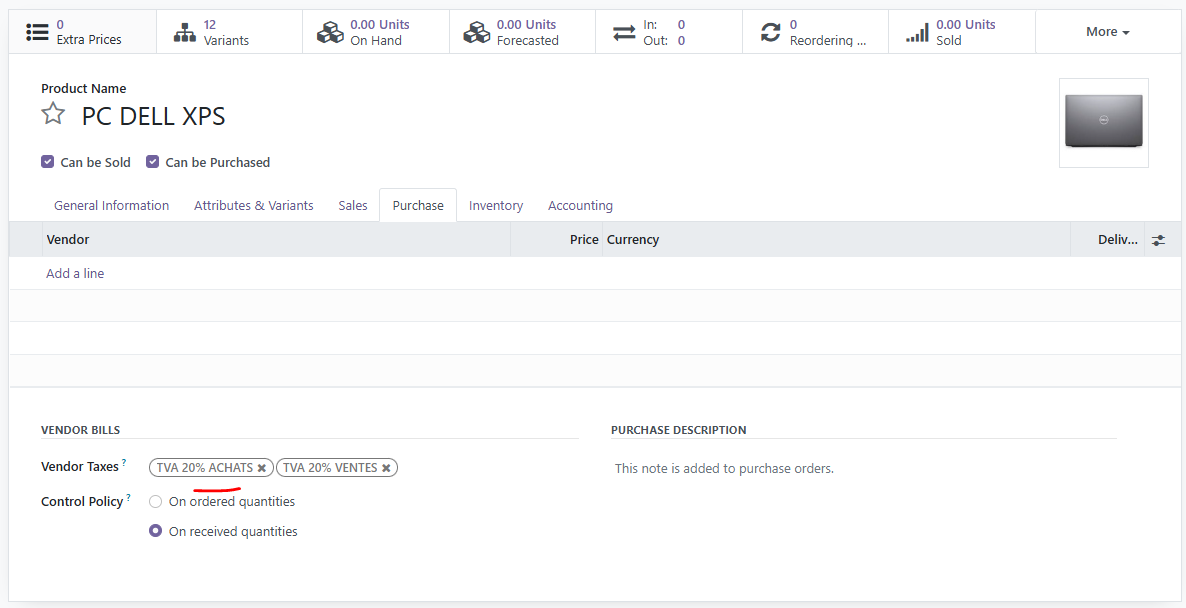 0
Extra Prices
12
Variants
0.00 Units
On Hand
0.00 Units
Forecasted
In: 0
Out: 0
0
Reordering ...
0.00 Units
Sold
More
Product Name
PC DELL XPS
Can be Sold Can be Purchased
General Information Attributes & Variants Sales Purchase Inventory Accounting
Vendor Price Currency Deliv...
Add a line
VENDOR BILLS
Vendor Taxes ? TVA 20% ACHATS × TVA 20% VENTES ×
Control Policy ? On ordered quantities
On received quantities
PURCHASE DESCRIPTION
This note is added to purchase orders.